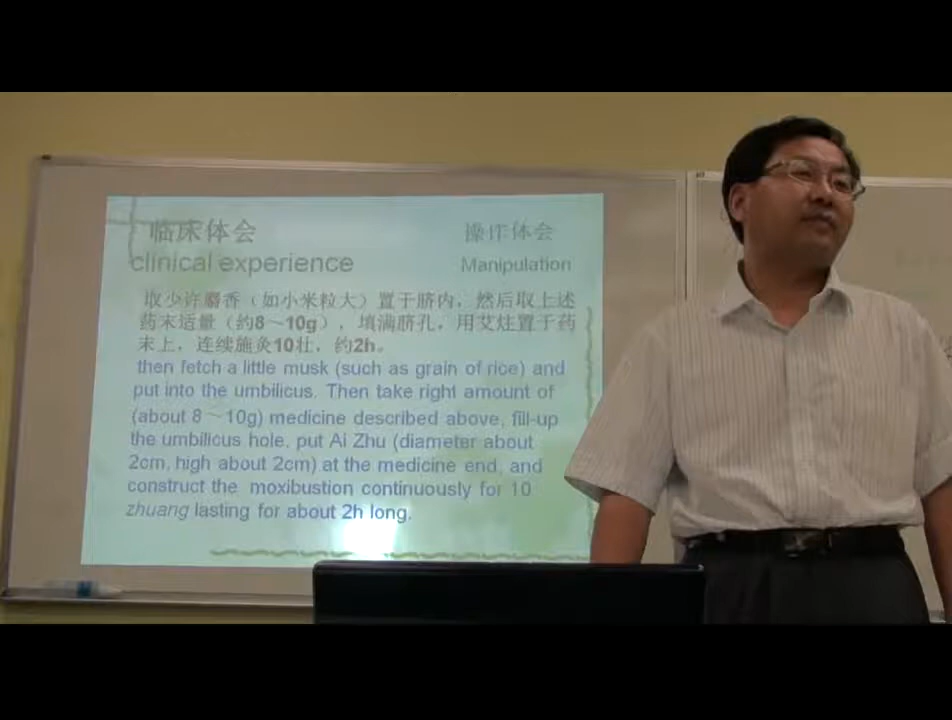 临床体会 操作体会
clinical experience Manipulation
取少许麝香（如小米粒大）置于脐内，然后取上述
药末适量（约8～10g），填满脐孔，用艾炷置于药
末上，连续施灸10壮，约2h。
then fetch a little musk (such as grain of rice) and
put into the umbilicus. Then take right amount of
(about 8～10g) medicine described above, fill-up
the umbilicus hole, put Ai Zhu (diameter about
2cm, high about 2cm) at the medicine end, and
construct the moxibustion continuously for 10
zhuang lasting for about 2h long.